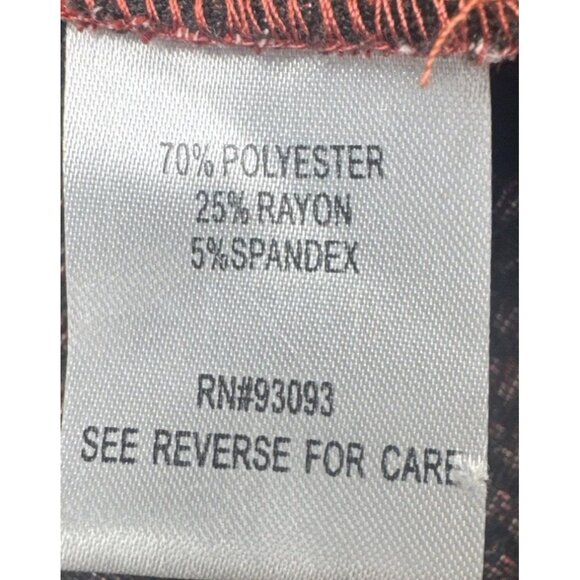 70% POLYESTER
25% RAYON
5% SPANDEX
RN#93093
SEE REVERSE FOR CARE